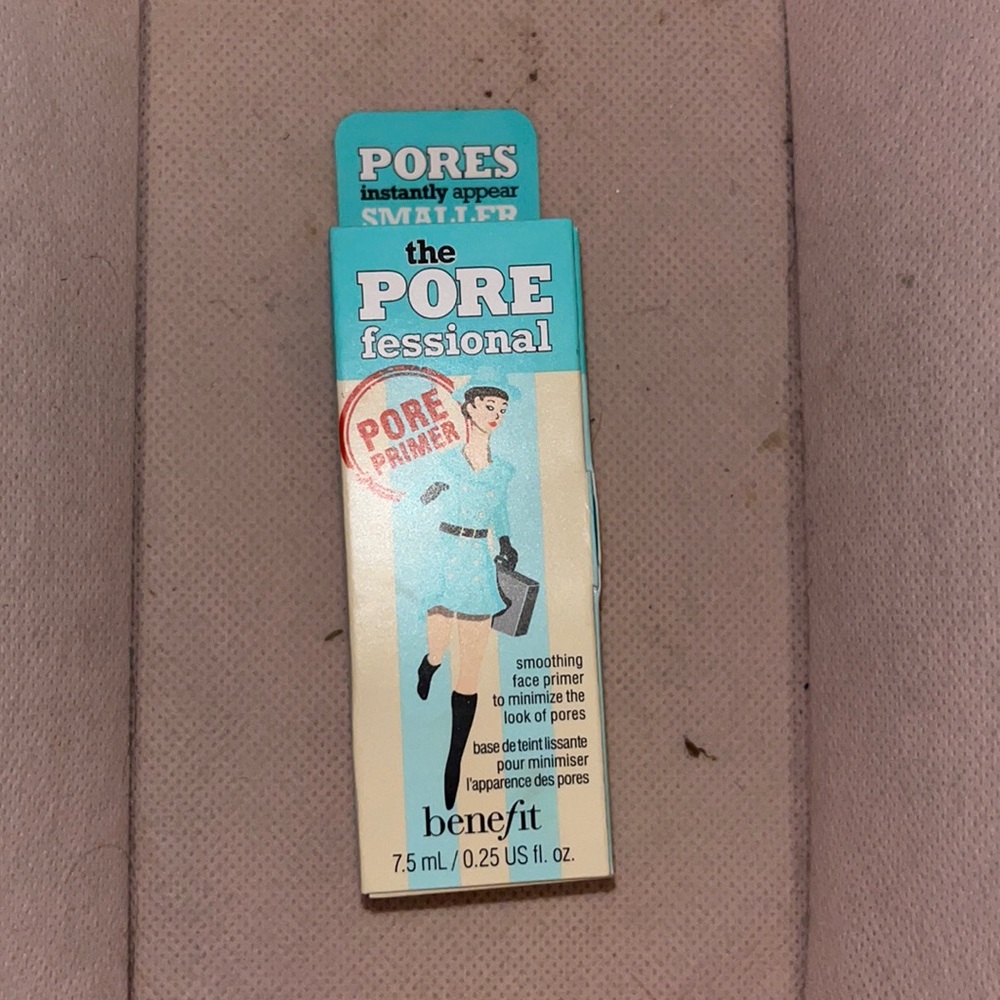 PORES
instantly appear
SMALLER
the
PORE
fessional
PORE
PRIMER
smoothing
face primer
to minimize the
look of pores
base de teint lissante
pour minimiser
l'apparence des pores
benefit
7.5 mL / 0.25 US fl. oz.